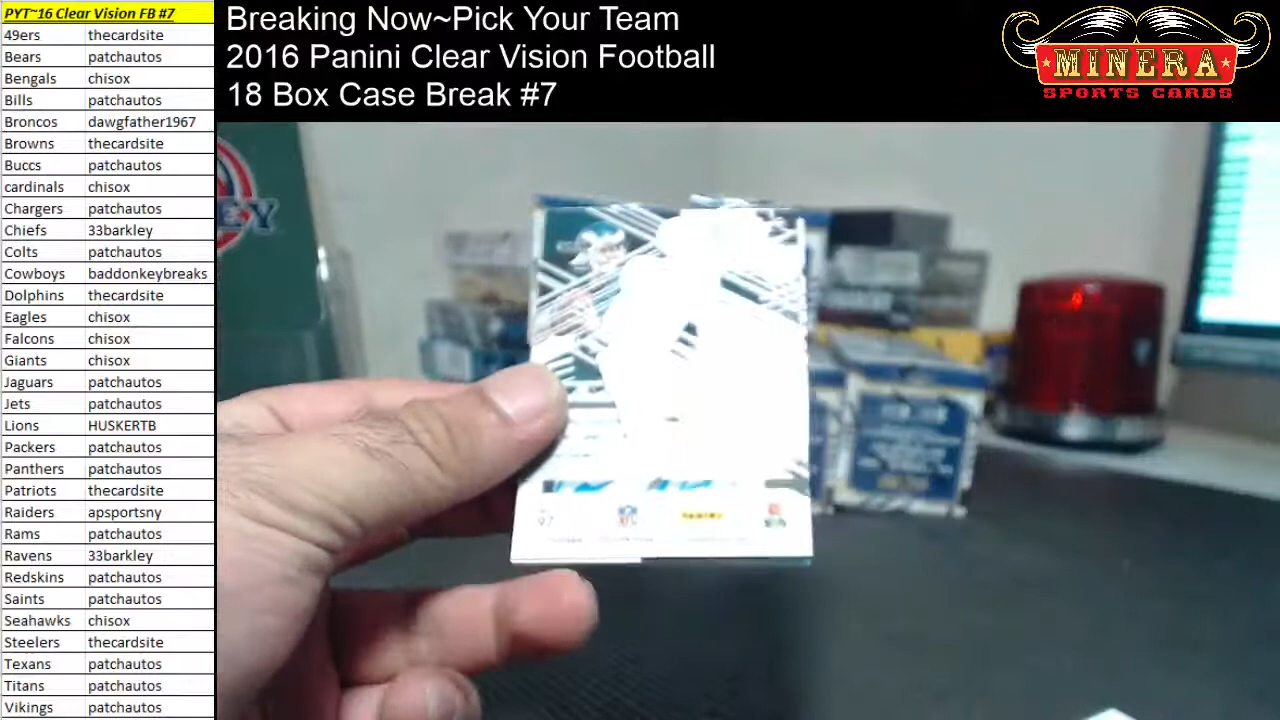 PYT~16 Clear Vision FB #7
49ers thecardsite
Bears patchautos
Bengals chisox
Bills patchautos
Broncos dawgfather1967
Browns thecardsite
Buccs patchautos
cardinals chisox
Chargers patchautos
Chiefs 33barkley
Colts patchautos
Cowboys baddonkeybreaks
Dolphins thecardsite
Eagles chisox
Falcons chisox
Giants chisox
Jaguars patchautos
Jets patchautos
Lions HUSKERTB
Packers patchautos
Panthers patchautos
Patriots thecardsite
Raiders apsportsny
Rams patchautos
Ravens 33barkley
Redskins patchautos
Saints patchautos
Seahawks chisox
Steelers thecardsite
Texans patchautos
Titans patchautos
Vikings patchautos
Breaking Now~Pick Your Team
2016 Panini Clear Vision Football
18 Box Case Break #7
MINERA
SPORTS CARDS
97